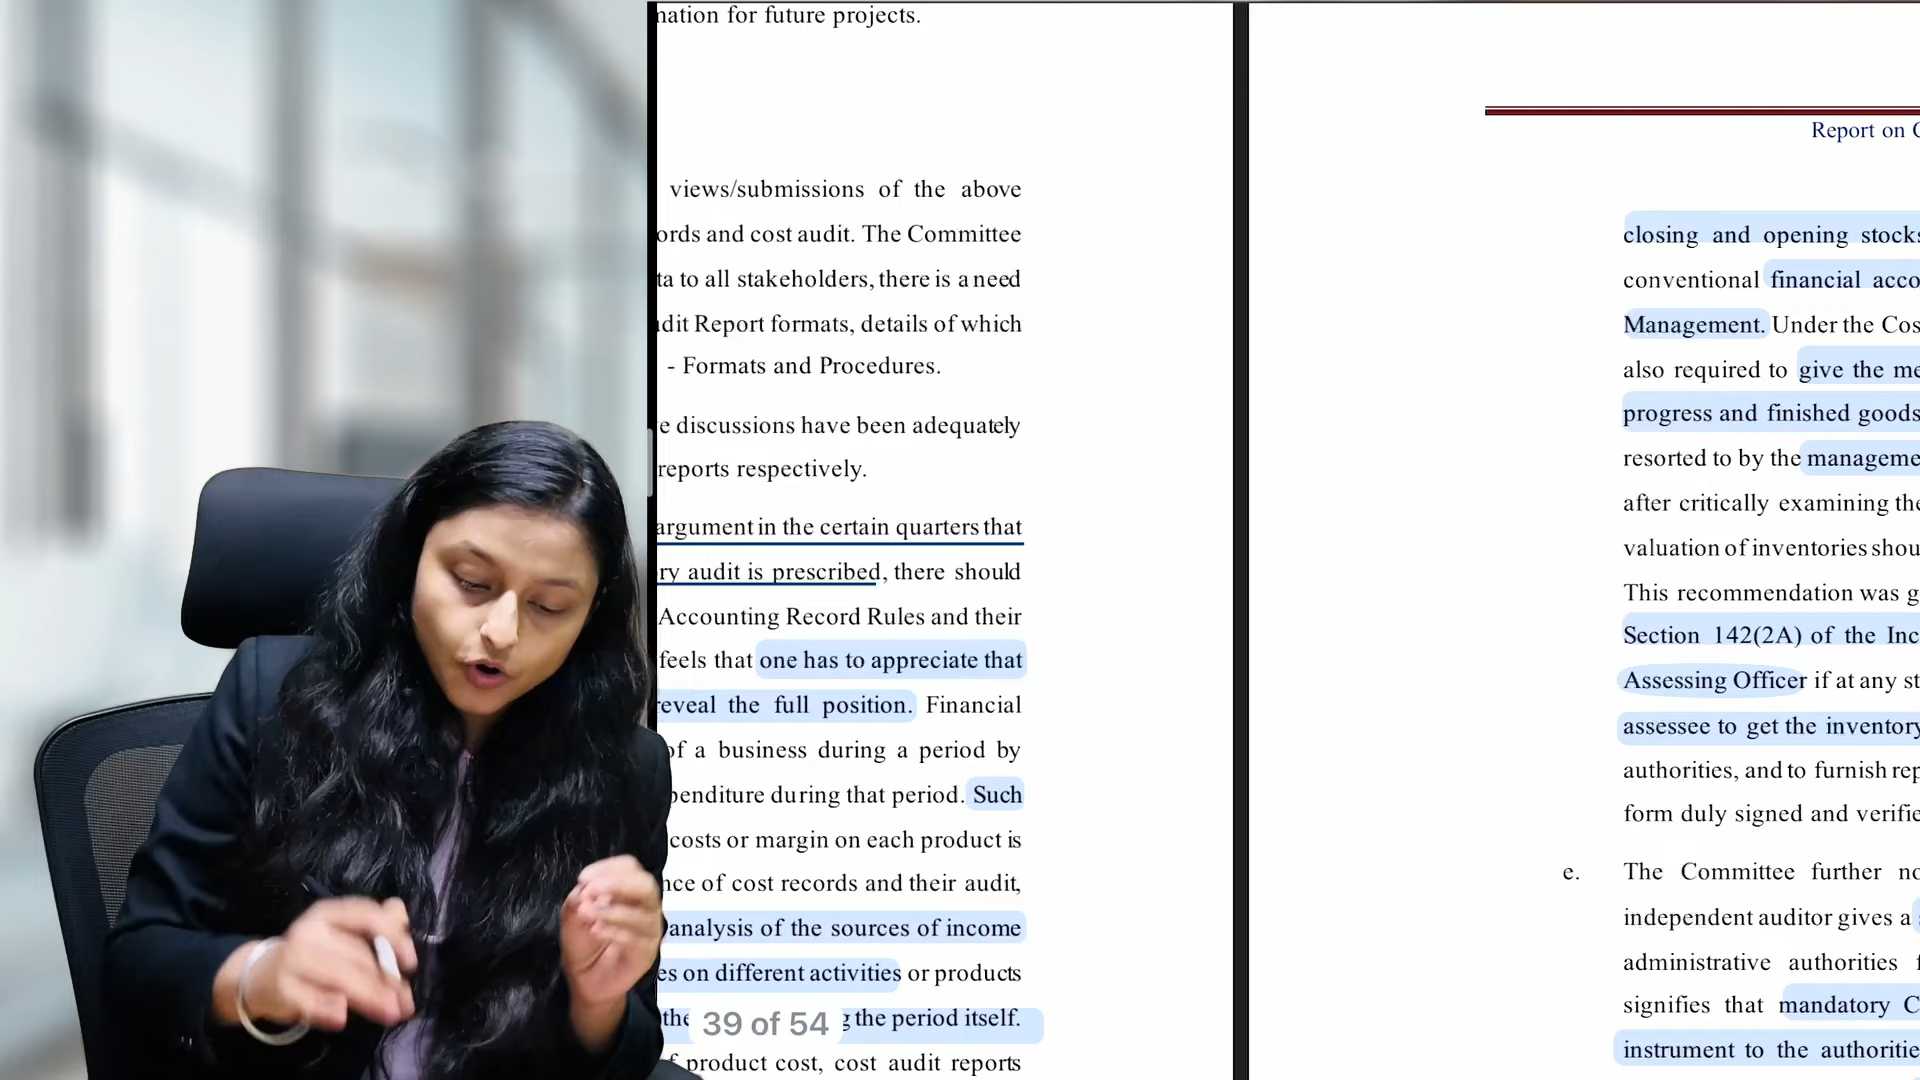 mation for future projects.
views/submissions of the above
ords and cost audit. The Committee
ta to all stakeholders, there is a need
udit Report formats, details of which
- Formats and Procedures.
e discussions have been adequately
reports respectively.
argument in the certain quarters that
ry audit is prescribed, there should
Accounting Record Rules and their
feels that one has to appreciate that
reveal the full position. Financial
of a business during a period by
penditure during that period. Such
costs or margin on each product is
nce of cost records and their audit,
analysis of the sources of income
es on different activities or products
the
39 of 54
g the period itself.
f product cost, cost audit reports
Report on C
closing and opening stocks
conventional financial acco
Management. Under the Cos
also required to give the me
progress and finished goods
resorted to by the manageme
after critically examining the
valuation of inventories shou
This recommendation was g
Section 142(2A) of the Inc
Assessing Officer if at any st
assessee to get the inventory
authorities, and to furnish rep
form duly signed and verifie
e. The Committee further no
independent auditor gives a
administrative authorities f
signifies that mandatory C
instrument to the authoritie